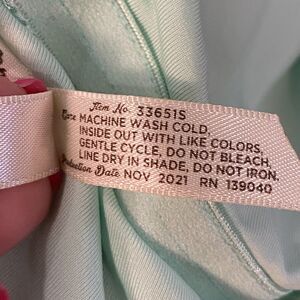 Item No. 33651S
Care MACHINE WASH COLD,
INSIDE OUT WITH LIKE COLORS,
GENTLE CYCLE, DO NOT BLEACH,
LINE DRY IN SHADE, DO NOT IRON.
Production Date NOV 2021 RN 139040